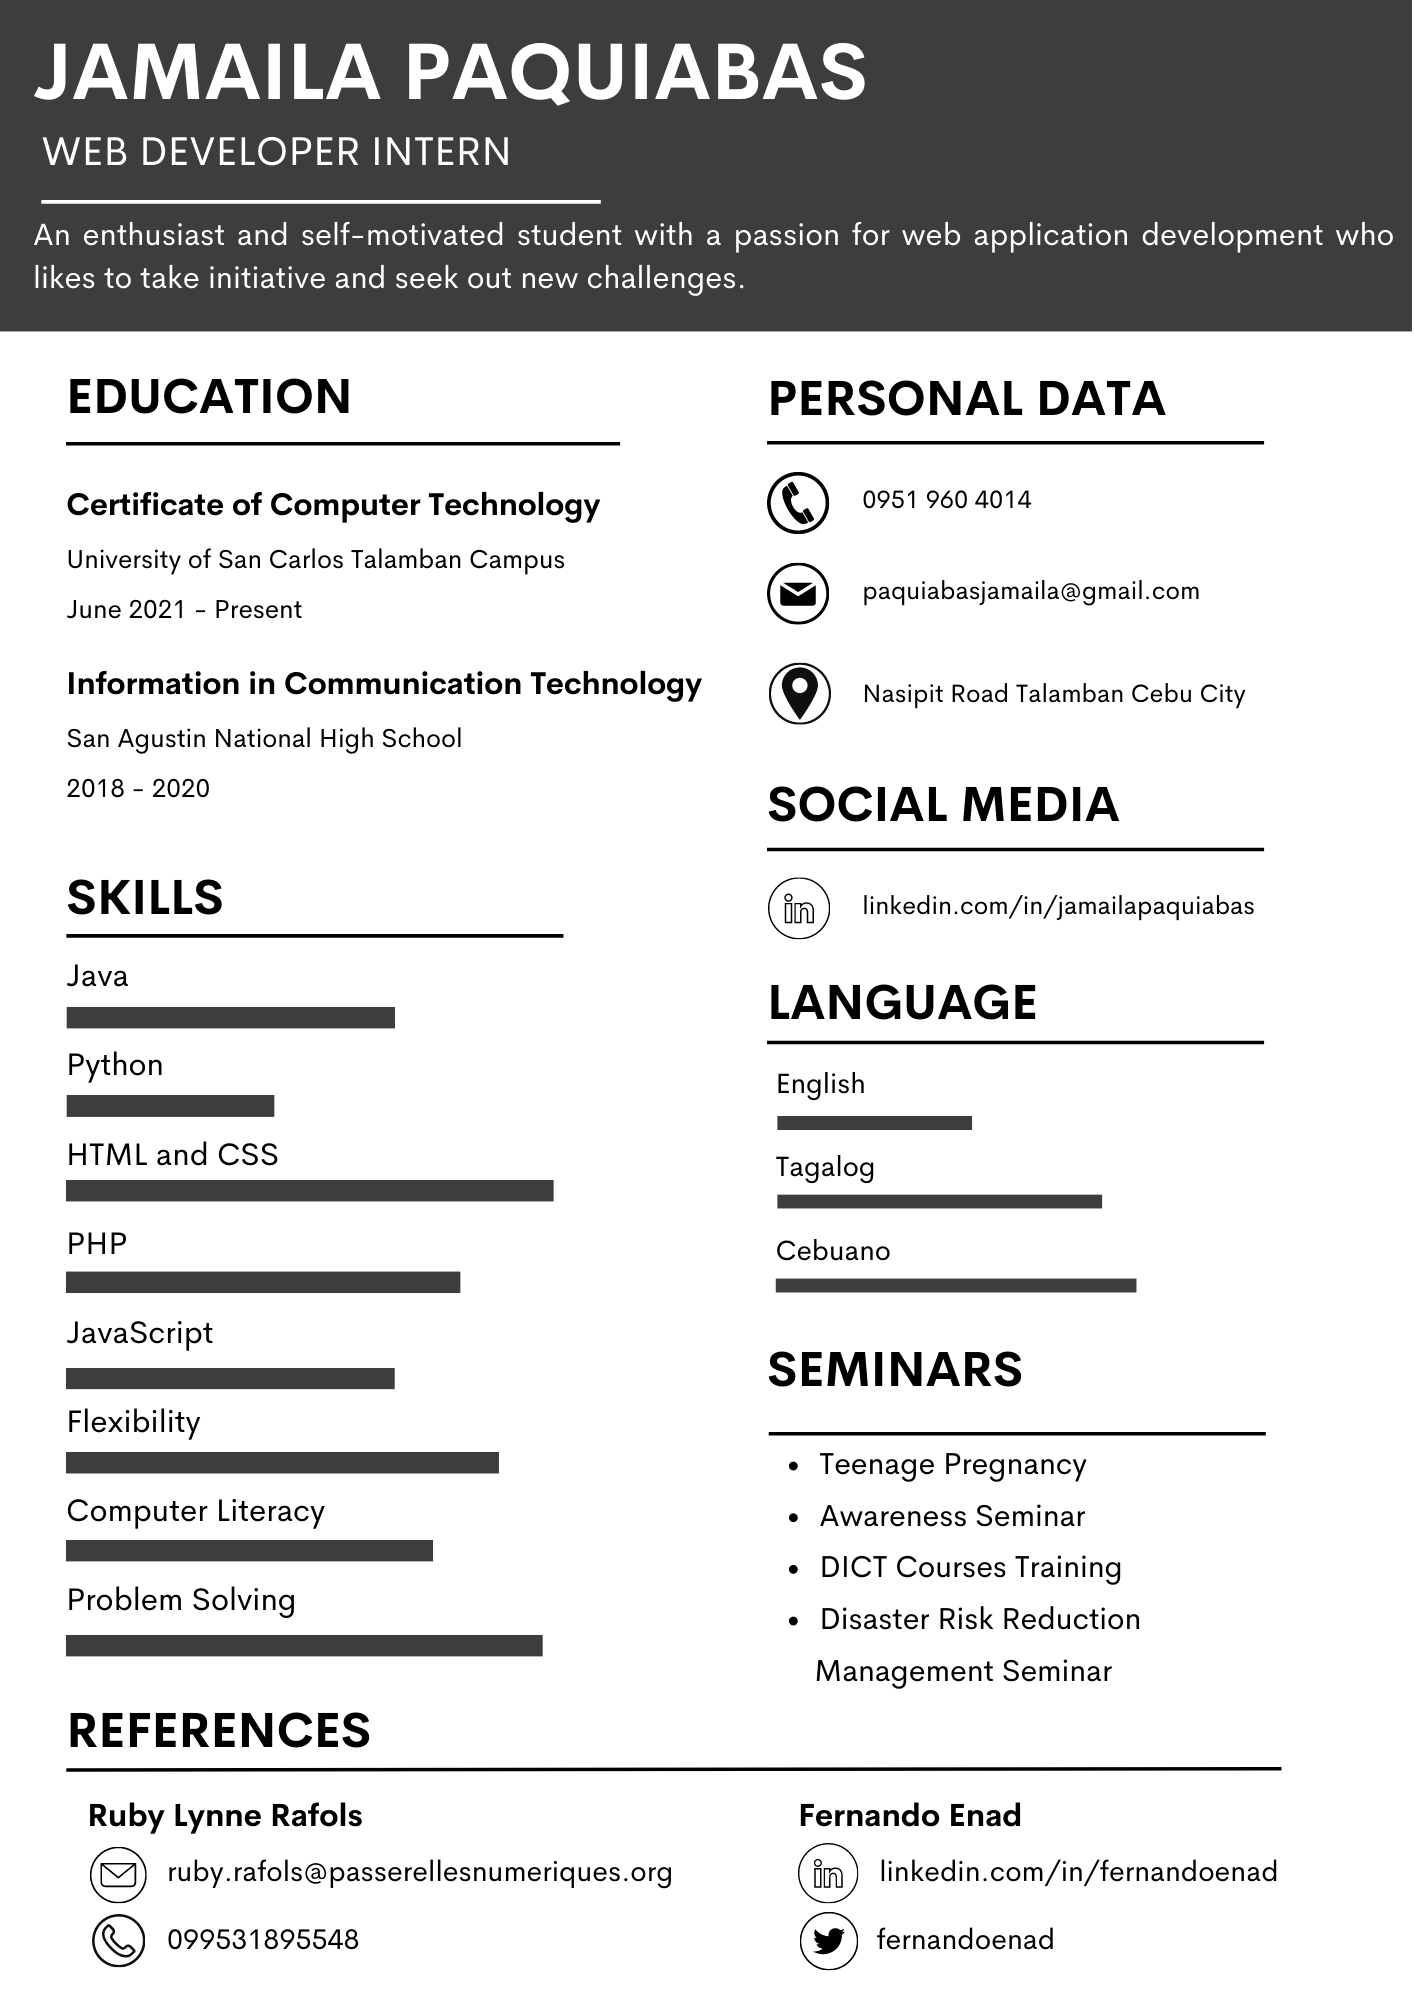 JAMAILA PAQUIABAS
WEB DEVELOPER INTERN
An enthusiast and self-motivated student with a passion for web application development who
likes to take initiative and seek out new challenges.
EDUCATION
Certificate of Computer Technology
University of San Carlos Talamban Campus
June 2021 - Present
Information in Communication Technology
San Agustin National High School
2018 - 2020
SKILLS
Java
Python
HTML and CSS
PHP
JavaScript
Flexibility
Computer Literacy
Problem Solving
PERSONAL DATA
0951 960 4014
paquiabasjamaila@gmail.com
Nasipit Road Talamban Cebu City
SOCIAL MEDIA
in
linkedin.com/in/jamailapaquiabas
LANGUAGE
English
Tagalog
Cebuano
SEMINARS
• Teenage Pregnancy
• Awareness Seminar
• DICT Courses Training
• Disaster Risk Reduction
Management Seminar
REFERENCES
Ruby Lynne Rafols
ruby.rafols@passerellesnumeriques.org
099531895548
Fernando Enad
in
linkedin.com/in/fernandoenad
fernandoenad